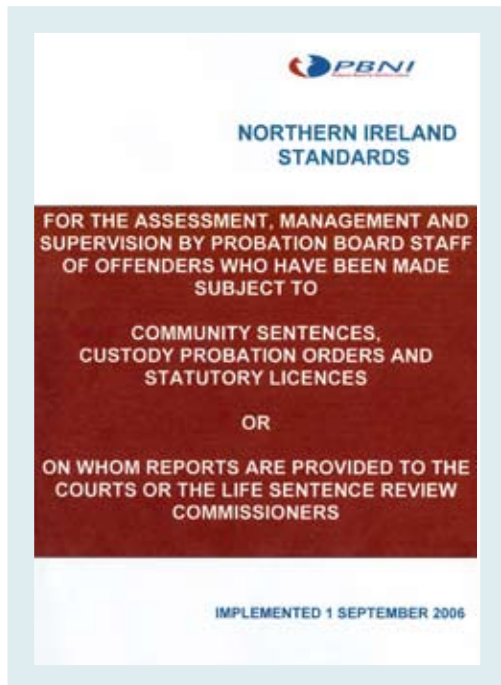 PBNI
NORTHERN IRELAND
STANDARDS
FOR THE ASSESSMENT, MANAGEMENT AND
SUPERVISION BY PROBATION BOARD STAFF
OF OFFENDERS WHO HAVE BEEN MADE
SUBJECT TO
COMMUNITY SENTENCES,
CUSTODY PROBATION ORDERS AND
STATUTORY LICENCES
OR
ON WHOM REPORTS ARE PROVIDED TO THE
COURTS OR THE LIFE SENTENCE REVIEW
COMMISSIONERS
IMPLEMENTED 1 SEPTEMBER 2006